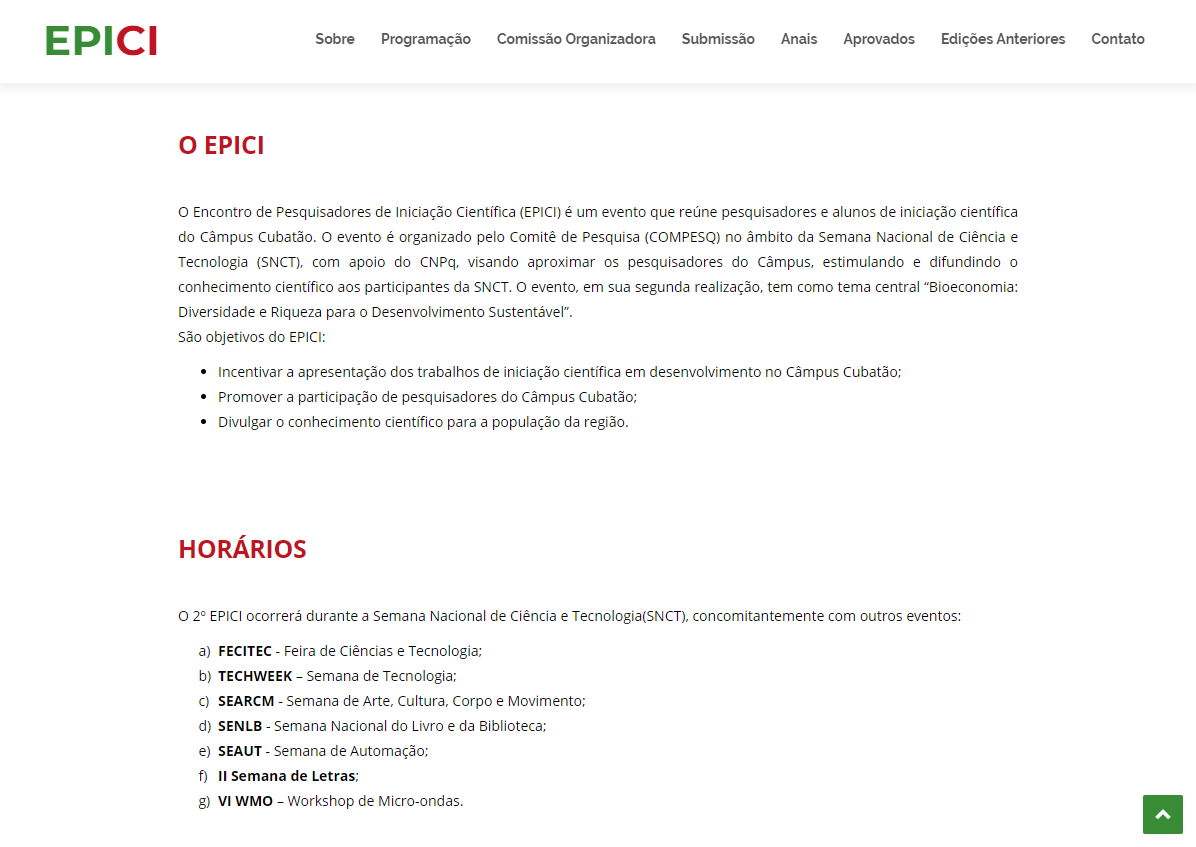 EPICI
Sobre Programação Comissão Organizadora Submissão Anais Aprovados Edições Anteriores Contato
O EPICI
O Encontro de Pesquisadores de Iniciação Científica (EPICI) é um evento que reúne pesquisadores e alunos de iniciação científica
do Câmpus Cubatão. O evento é organizado pelo Comitê de Pesquisa (COMPESQ) no âmbito da Semana Nacional de Ciência e
Tecnologia (SNCT), com apoio do CNPq, visando aproximar os pesquisadores do Câmpus, estimulando e difundindo o
conhecimento científico aos participantes da SNCT. O evento, em sua segunda realização, tem como tema central “Bioeconomia:
Diversidade e Riqueza para o Desenvolvimento Sustentável”.
São objetivos do EPICI:
• Incentivar a apresentação dos trabalhos de iniciação científica em desenvolvimento no Câmpus Cubatão;
• Promover a participação de pesquisadores do Câmpus Cubatão;
• Divulgar o conhecimento científico para a população da região.
HORÁRIOS
O 2º EPICI ocorrerá durante a Semana Nacional de Ciência e Tecnologia(SNCT), concomitantemente com outros eventos:
a) FECITEC - Feira de Ciências e Tecnologia;
b) TECHWEEK – Semana de Tecnologia;
c) SEARCM - Semana de Arte, Cultura, Corpo e Movimento;
d) SENLB - Semana Nacional do Livro e da Biblioteca;
e) SEAUT - Semana de Automação;
f) II Semana de Letras;
g) VI WMO – Workshop de Micro-ondas.